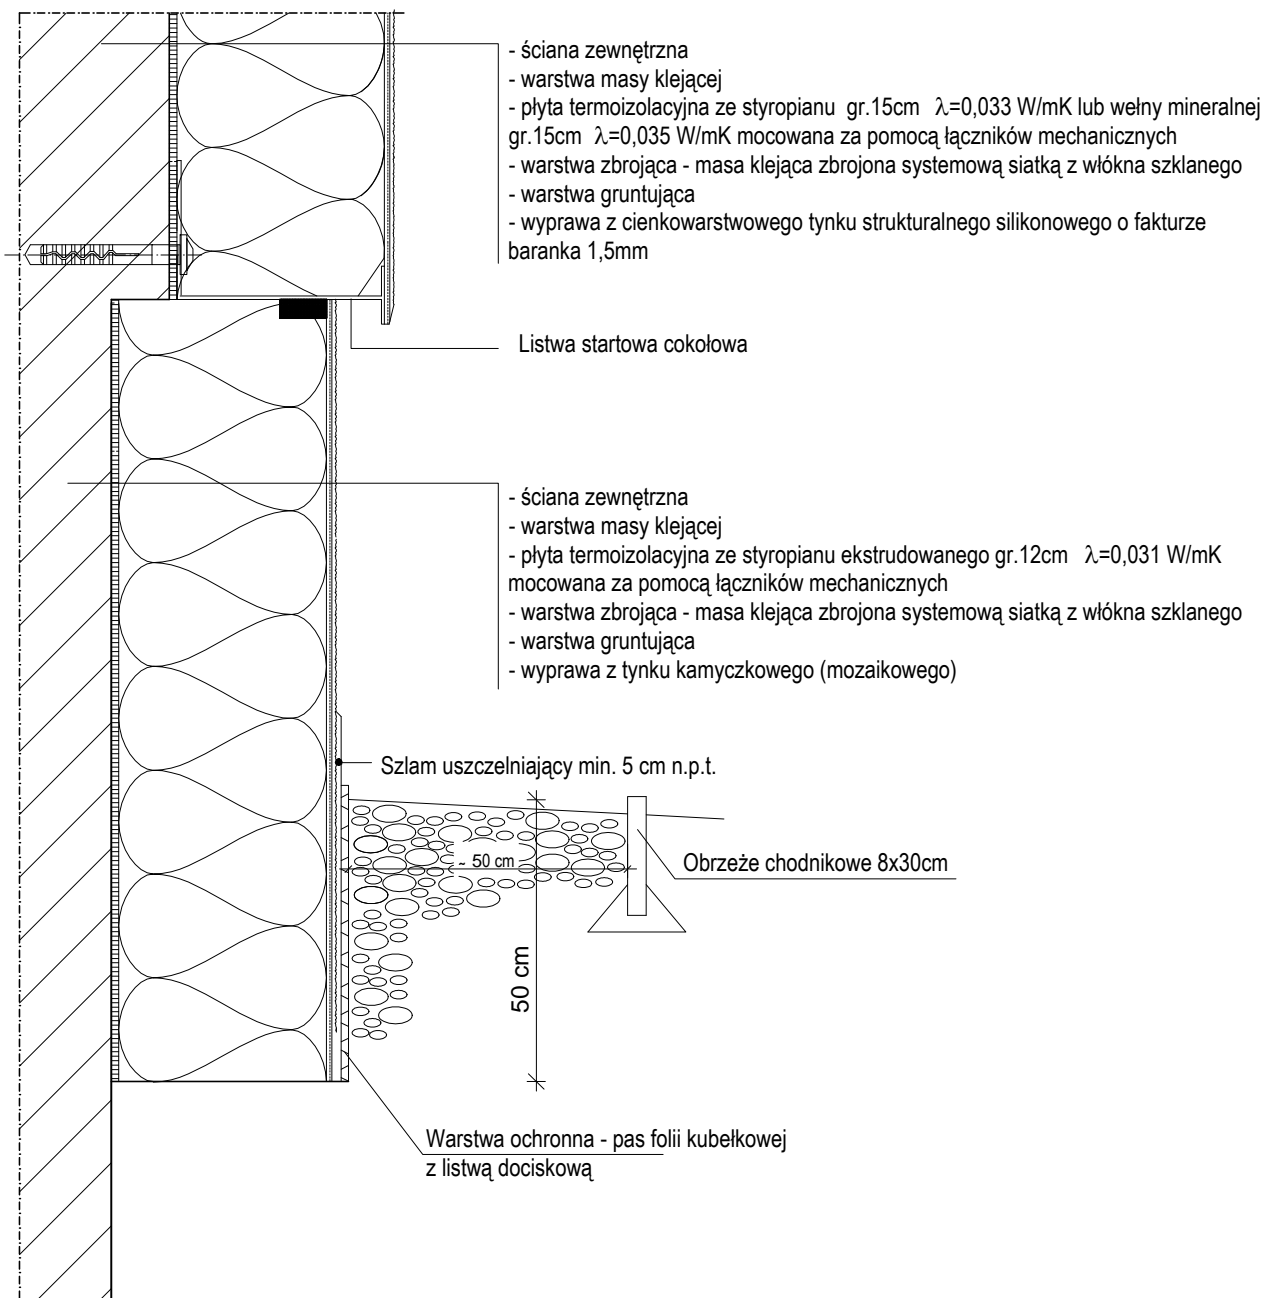 - ściana zewnętrzna
- warstwa masy klejącej
- płyta termoizolacyjna ze styropianu gr.15cm λ=0,033 W/mK lub wełny mineralnej
gr.15cm λ=0,035 W/mK mocowana za pomocą łączników mechanicznych
- warstwa zbrojąca - masa klejąca zbrojona systemową siatką z włókna szklanego
- warstwa gruntująca
- wyprawa z cienkowarstwowego tynku strukturalnego silikonowego o fakturze
baranka 1,5mm
Listwa startowa cokołowa
- ściana zewnętrzna
- warstwa masy klejącej
- płyta termoizolacyjna ze styropianu ekstrudowanego gr.12cm λ=0,031 W/mK
mocowana za pomocą łączników mechanicznych
- warstwa zbrojąca - masa klejąca zbrojona systemową siatką z włókna szklanego
- warstwa gruntująca
- wyprawa z tynku kamyczkowego (mozaikowego)
Szlam uszczelniający min. 5 cm n.p.t.
~ 50 cm
Obrzeże chodnikowe 8x30cm
50 cm
Warstwa ochronna - pas folii kubełkowej
z listwą dociskową